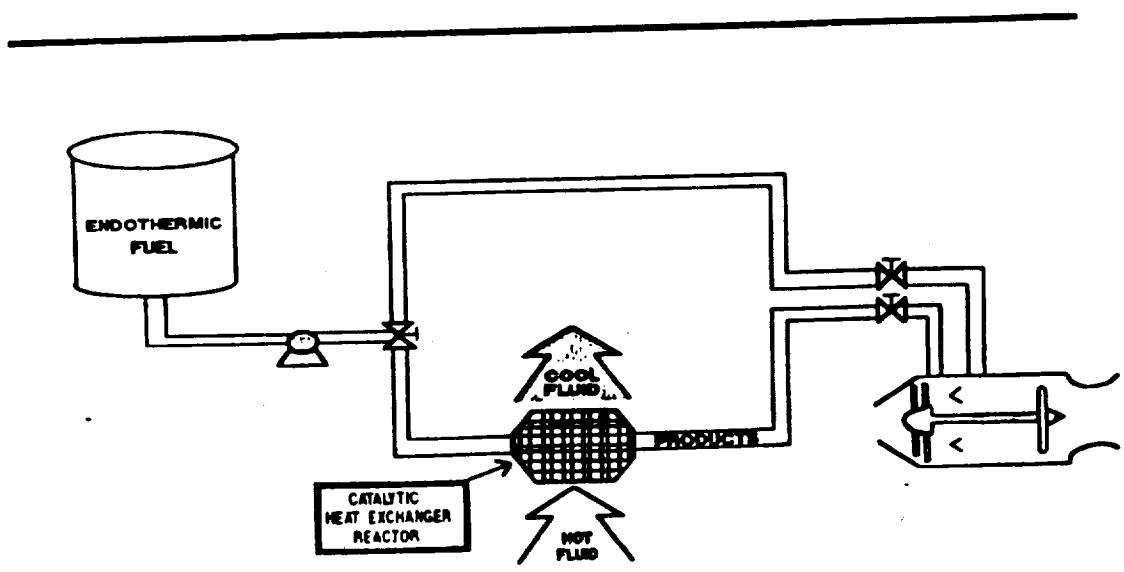 ENDOTHERMIC
FUEL
COOL
FLUID
PRODUCTS
CATALYTIC
HEAT EXCHANGER
REACTOR
HOT
FLUID